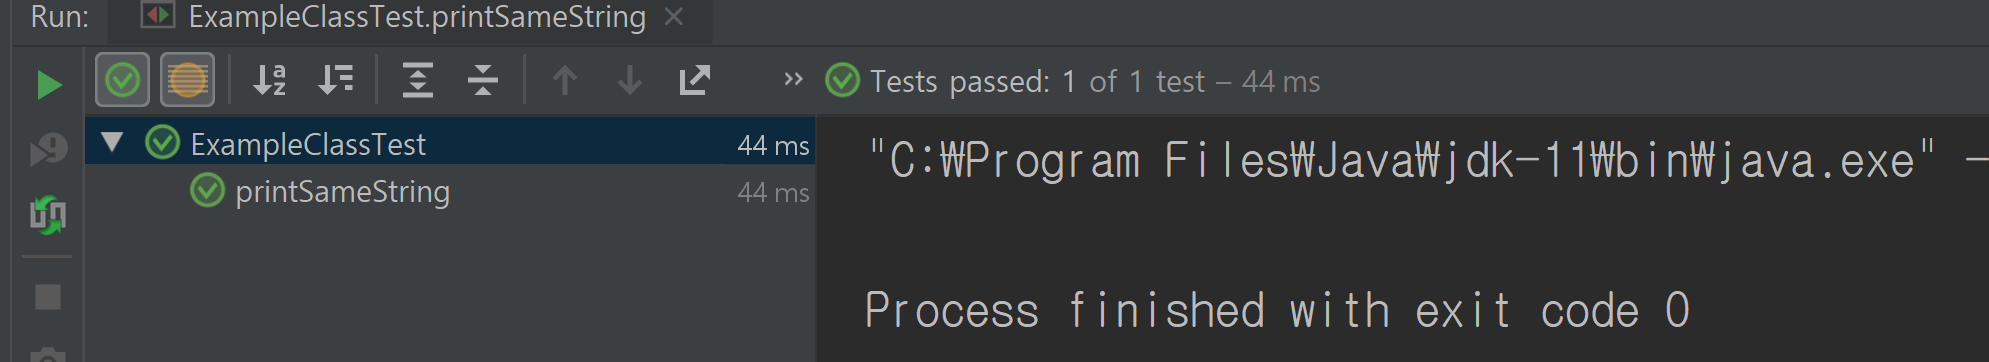 Run: ExampleClassTest.printSameString
Tests passed: 1 of 1 test – 44 ms
ExampleClassTest 44 ms
printSameString 44 ms
"C:₩Program Files₩Java₩jdk-11₩bin₩java.exe" -
Process finished with exit code 0